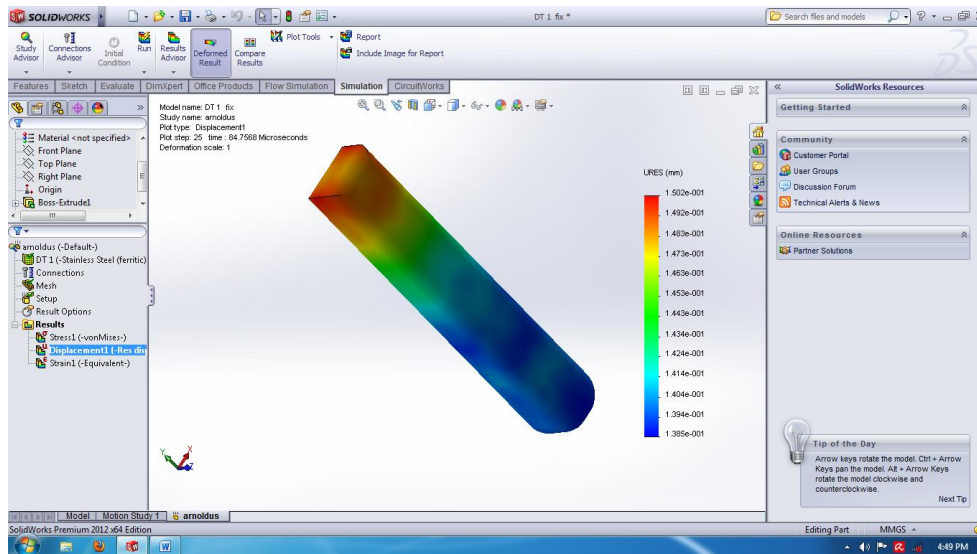 SOLIDWORKS
DT 1 fix *
Search files and models
Study Advisor
Connections Advisor
Initial Condition
Run
Results Advisor
Deformed Result
Compare Results
Plot Tools
Report
Include Image for Report
Features Sketch Evaluate DimXpert Office Products Flow Simulation Simulation CircuitWorks
Material <not specified>
Front Plane
Top Plane
Right Plane
Origin
Boss-Extrude1
arnoldus (-Default-)
DT 1 (-Stainless Steel (ferritic)
Connections
Mesh
Setup
Result Options
Results
Stress1 (-vonMises-)
Displacement1 (-Res dis
Strain1 (-Equivalent-)
Model name: DT 1 fix
Study name: arnoldus
Plot type: Displacement1
Plot step: 25 time : 84.7568 Microseconds
Deformation scale: 1
URES (mm)
1.502e-001
1.492e-001
1.483e-001
1.473e-001
1.463e-001
1.453e-001
1.443e-001
1.434e-001
1.424e-001
1.414e-001
1.404e-001
1.394e-001
1.385e-001
Y
X
Z
SolidWorks Resources
Getting Started
Community
Customer Portal
User Groups
Discussion Forum
Technical Alerts & News
Online Resources
Partner Solutions
Tip of the Day
Arrow keys rotate the model. Ctrl + Arrow
Keys pan the model. Alt + Arrow Keys
rotate the model clockwise and
counterclockwise.
Next Tip
Model Motion Study 1 arnoldus
SolidWorks Premium 2012 x64 Edition
Editing Part MMGS
4:49 PM